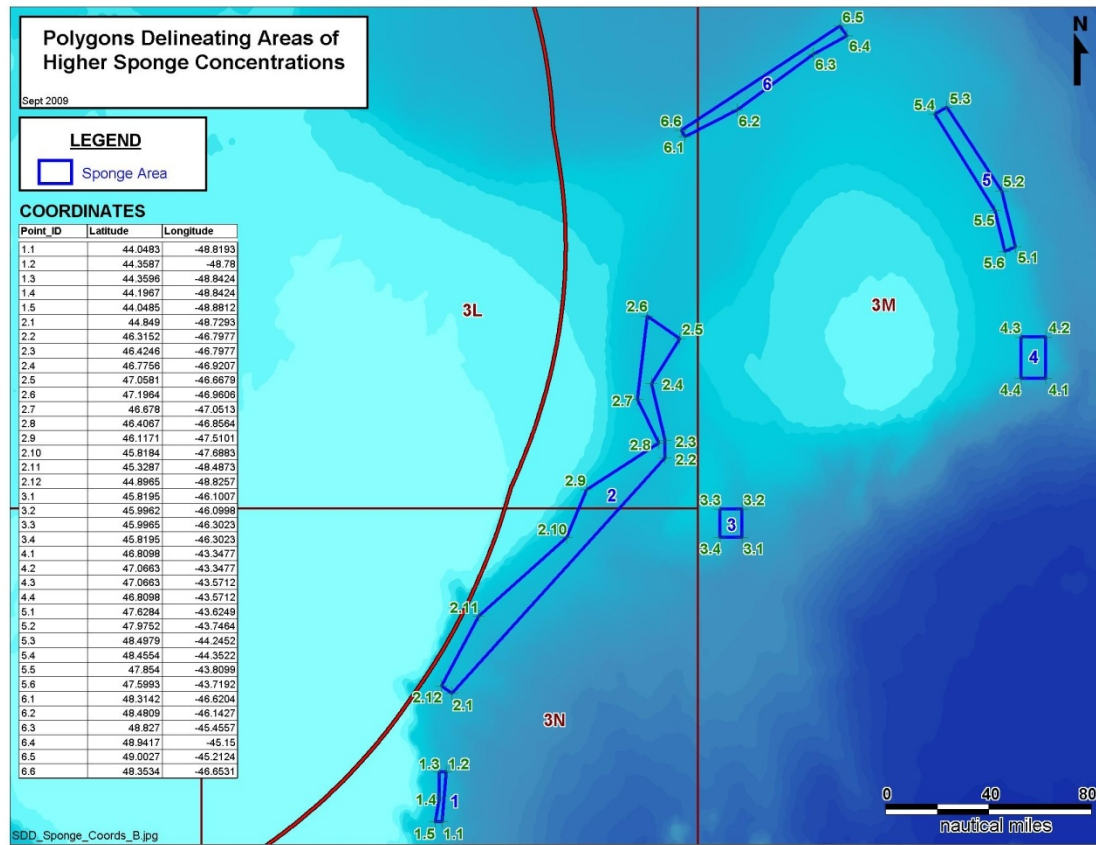 Polygons Delineating Areas of
Higher Sponge Concentrations
Sept 2009
LEGEND
Sponge Area
COORDINATES
Point_ID Latitude Longitude
1.1 44.0483 -48.8193
1.2 44.3587 -48.78
1.3 44.3596 -48.8424
1.4 44.1967 -48.8424
1.5 44.0485 -48.8812
2.1 44.849 -48.7293
2.2 46.3152 -46.7977
2.3 46.4246 -46.7977
2.4 46.7756 -46.9207
2.5 47.0581 -46.6679
2.6 47.1964 -46.9606
2.7 46.678 -47.0513
2.8 46.4067 -46.8564
2.9 46.1171 -47.5101
2.10 45.8184 -47.6883
2.11 45.3287 -48.4873
2.12 44.8965 -48.8257
3.1 45.8195 -46.1007
3.2 45.9962 -46.0998
3.3 45.9965 -46.3023
3.4 45.8195 -46.3023
4.1 46.8098 -43.3477
4.2 47.0663 -43.3477
4.3 47.0663 -43.5712
4.4 46.8098 -43.5712
5.1 47.6284 -43.6249
5.2 47.9752 -43.7464
5.3 48.4979 -44.2452
5.4 48.4554 -44.3522
5.5 47.854 -43.8099
5.6 47.5993 -43.7192
6.1 48.3142 -46.6204
6.2 48.4809 -46.1427
6.3 48.827 -45.4557
6.4 48.9417 -45.15
6.5 49.0027 -45.2124
6.6 48.3534 -46.6531
SDD_Sponge_Coords_B.jpg
N
6.5
6.4
6.3
6
6.2
6.6
6.1
5.4 5.3
5 5.2
5.5
5.6 5.1
3L
3M
2.6
2.5
2.4
2.7
2.8 2.3
2.2
2.9
2
2.10
2.11
2.12 2.1
4.3 4.2
4
4.4 4.1
3.3 3.2
3
3.4 3.1
3N
1.3 1.2
1.4 1
1.5 1.1
0 40 80
nautical miles